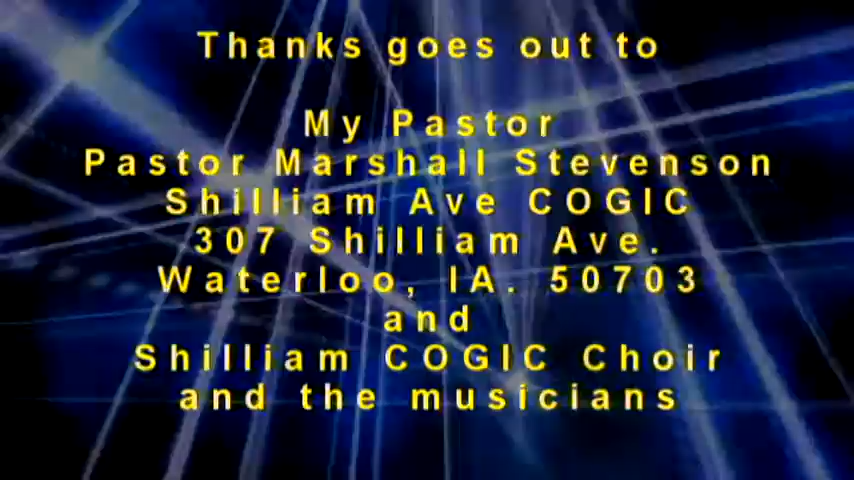 Thanks goes out to
My Pastor
Pastor Marshall Stevenson
Shilliam Ave COGIC
307 Shilliam Ave.
Waterloo, IA. 50703
and
Shilliam COGIC Choir
and the musicians